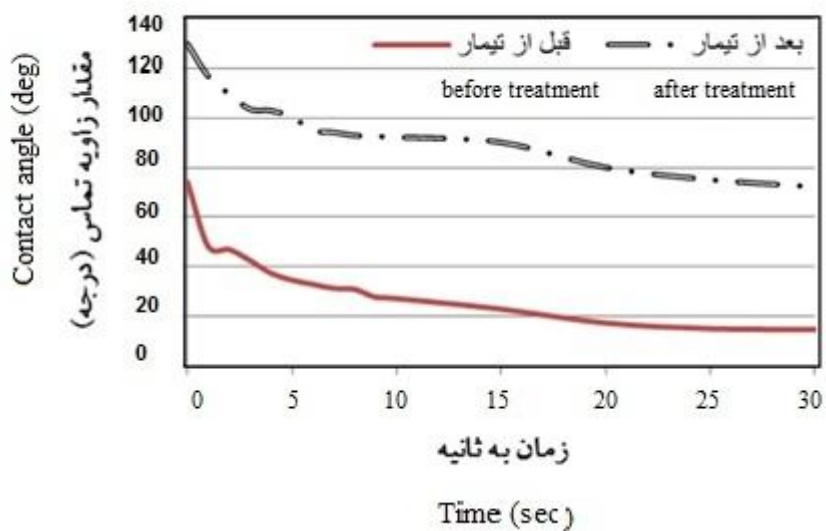 Contact angle (deg)
مقدار زاویه تماس (درجه)
140
120
100
80
60
40
20
0
قبل از تیمار
before treatment
بعد از تیمار
after treatment
0 5 10 15 20 25 30
زمان به ثانیه
Time (sec)